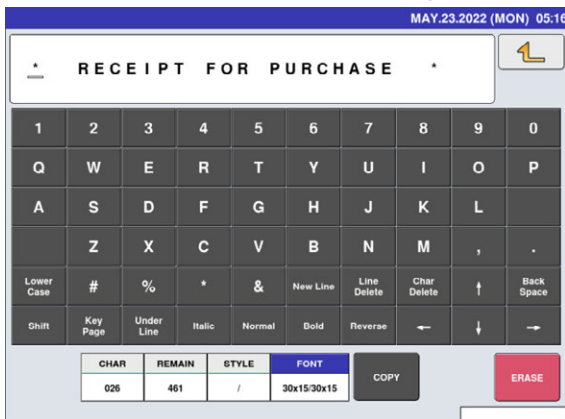 MAY.23.2022 (MON) 05:16
* RECEIPT FOR PURCHASE *
1 2 3 4 5 6 7 8 9 0
Q W E R T Y U I O P
A S D F G H J K L
Z X C V B N M , .
Lower Case # % * & New Line Line Delete Char Delete ↑ Back Space
Shift Key Page Under Line Italic Normal Bold Reverse ← ↓ →
CHAR REMAIN STYLE FONT
026 461 / 30x15/30x15
COPY
ERASE